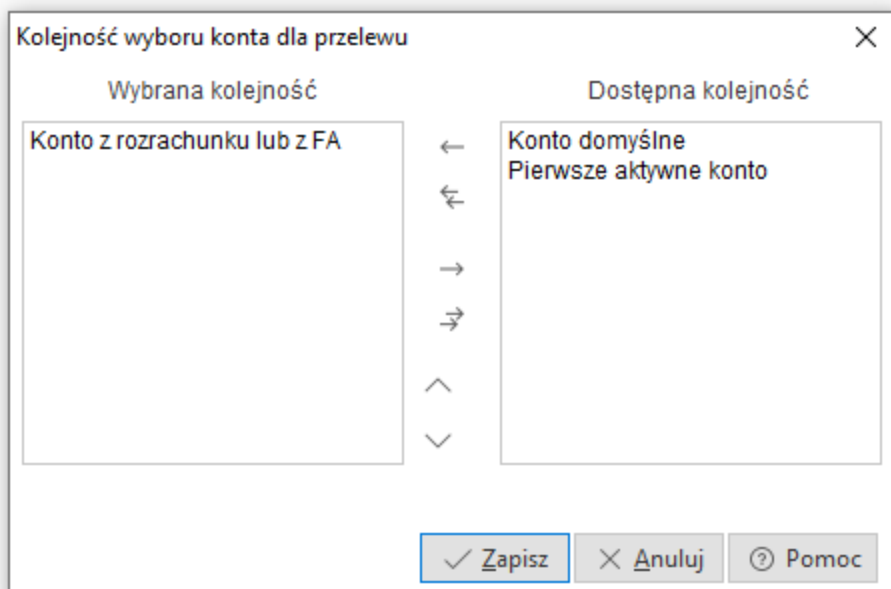 Kolejność wyboru konta dla przelewu
Wybrana kolejność
Dostępna kolejność
Konto z rozrachunku lub z FA
Konto domyślne
Pierwsze aktywne konto
Zapisz
Anuluj
Pomoc